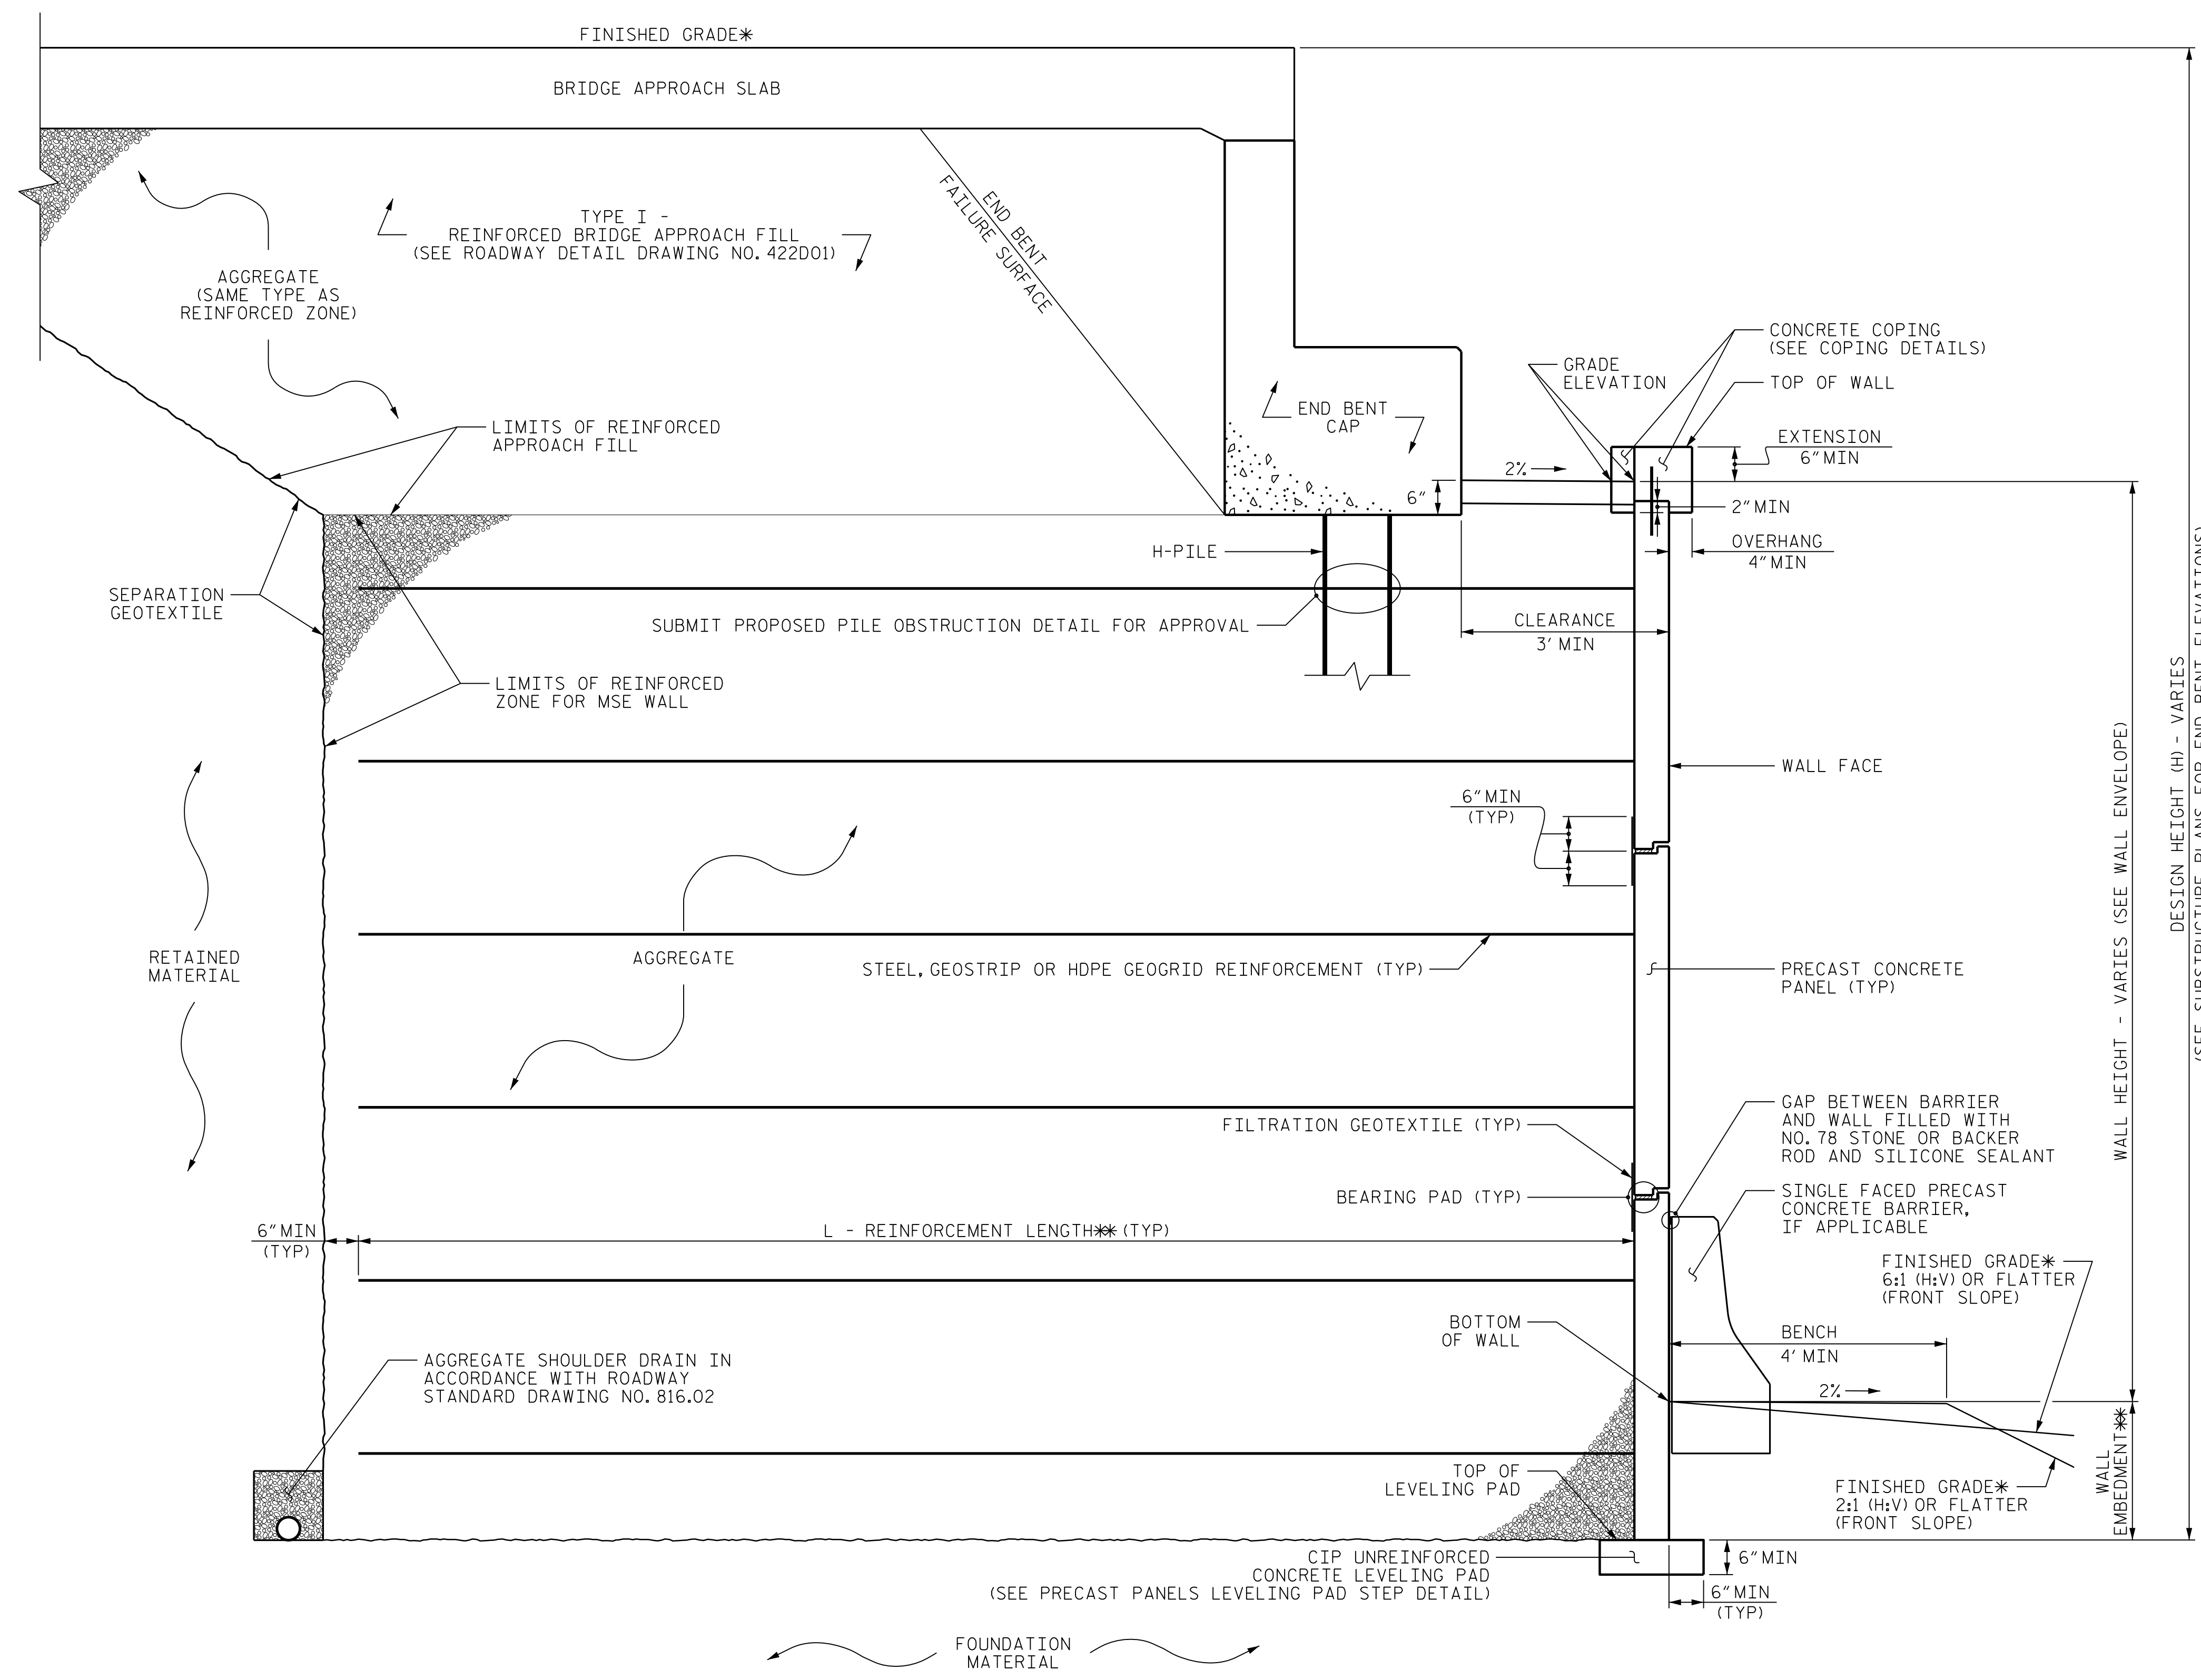 FINISHED GRADE*
BRIDGE APPROACH SLAB
TYPE I -
REINFORCED BRIDGE APPROACH FILL
(SEE ROADWAY DETAIL DRAWING NO. 422D01)
END BENT
FAILURE SURFACE
AGGREGATE
(SAME TYPE AS
REINFORCED ZONE)
LIMITS OF REINFORCED
APPROACH FILL
END BENT
CAP
GRADE
ELEVATION
CONCRETE COPING
(SEE COPING DETAILS)
TOP OF WALL
EXTENSION
6" MIN
2%
6"
2" MIN
OVERHANG
4" MIN
H-PILE
SEPARATION
GEOTEXTILE
SUBMIT PROPOSED PILE OBSTRUCTION DETAIL FOR APPROVAL
CLEARANCE
3' MIN
LIMITS OF REINFORCED
ZONE FOR MSE WALL
WALL FACE
6" MIN
(TYP)
RETAINED
MATERIAL
AGGREGATE
STEEL, GEOSTRIP OR HDPE GEOGRID REINFORCEMENT (TYP)
PRECAST CONCRETE
PANEL (TYP)
WALL HEIGHT - VARIES (SEE WALL ENVELOPE)
DESIGN HEIGHT (H) - VARIES
(SEE SUBSTRUCTURE PLANS FOR END BENT ELEVATIONS)
FILTRATION GEOTEXTILE (TYP)
GAP BETWEEN BARRIER
AND WALL FILLED WITH
NO. 78 STONE OR BACKER
ROD AND SILICONE SEALANT
BEARING PAD (TYP)
SINGLE FACED PRECAST
CONCRETE BARRIER,
IF APPLICABLE
6" MIN
(TYP)
L - REINFORCEMENT LENGTH** (TYP)
FINISHED GRADE*
6:1 (H:V) OR FLATTER
(FRONT SLOPE)
BOTTOM
OF WALL
BENCH
4' MIN
2%
AGGREGATE SHOULDER DRAIN IN
ACCORDANCE WITH ROADWAY
STANDARD DRAWING NO. 816.02
WALL
EMBEDMENT**
TOP OF
LEVELING PAD
FINISHED GRADE*
2:1 (H:V) OR FLATTER
(FRONT SLOPE)
CIP UNREINFORCED
CONCRETE LEVELING PAD
(SEE PRECAST PANELS LEVELING PAD STEP DETAIL)
6" MIN
6" MIN
(TYP)
FOUNDATION
MATERIAL